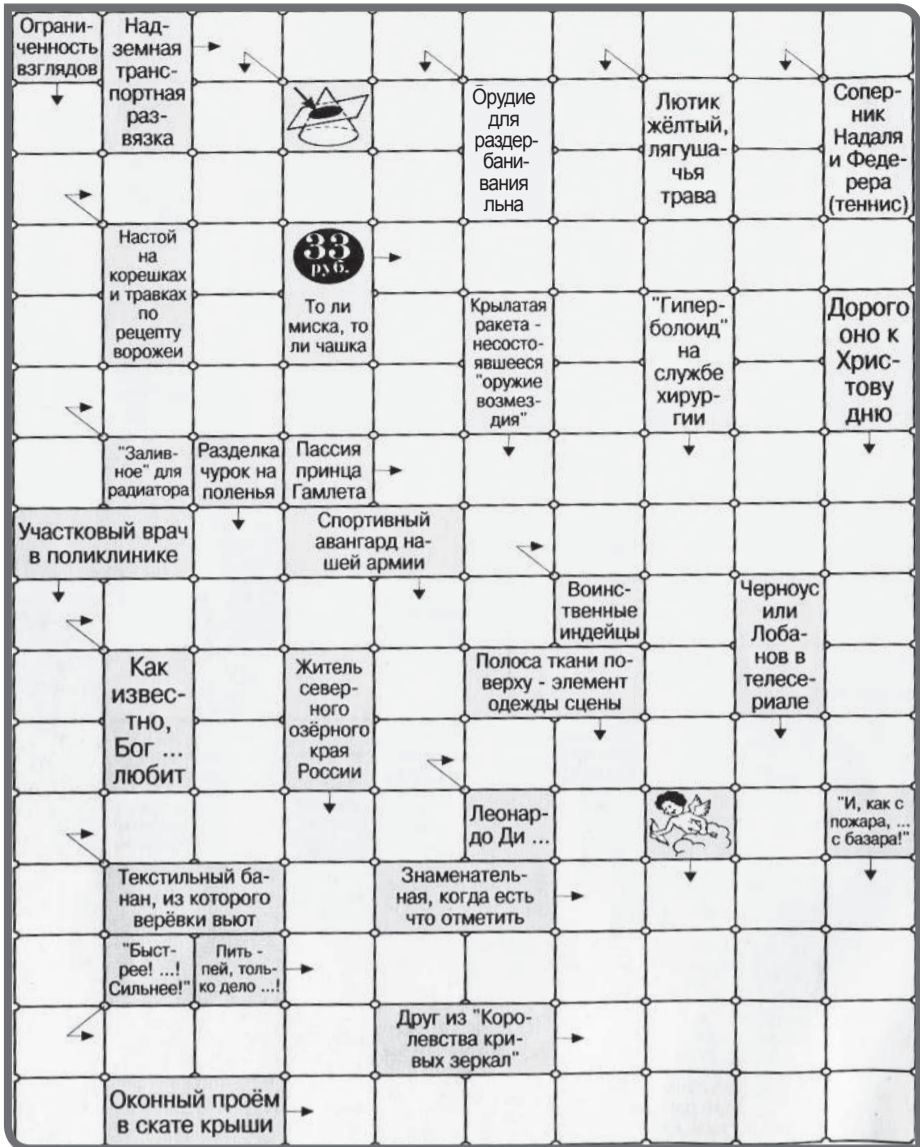 Ограни-
ченность
взглядов
Над-
земная
транс-
портная
раз-
вязка
Орудие
для
раздер-
бани-
вания
льна
Лютик
жёлтый,
лягуша-
чья
трава
Сопер-
ник
Надаля
и Феде-
рера
(теннис)
Настой
на
корешках
и травках
по
рецепту
ворожеи
33
руб.
То ли
миска, то
ли чашка
Крылатая
ракета -
несосто-
явшееся
"оружие
возмез-
дия"
"Гипер-
болоид"
на
службе
хирур-
гии
Дорого
оно к
Хрис-
тову
дню
"Залив-
ное" для
радиатора
Разделка
чурок на
поленья
Пассия
принца
Гамлета
Участковый врач
в поликлинике
Спортивный
авангард на-
шей армии
Воинс-
твенные
индейцы
Черноус
или
Лоба-
нов в
телесе-
риале
Как
извес-
тно,
Бог ...
любит
Житель
север-
ного
озёрного
края
России
Полоса ткани по-
верху - элемент
одежды сцены
Леонар-
до Ди ...
"И, как с
пожара, ...
с базара!"
Текстильный ба-
нан, из которого
верёвки вьют
Знаменатель-
ная, когда есть
что отметить
"Быст-
рее! ...!
Сильнее!"
Пить -
пей, толь-
ко дело ...!
Друг из "Коро-
левства кри-
вых зеркал"
Оконный проём
в скате крыши